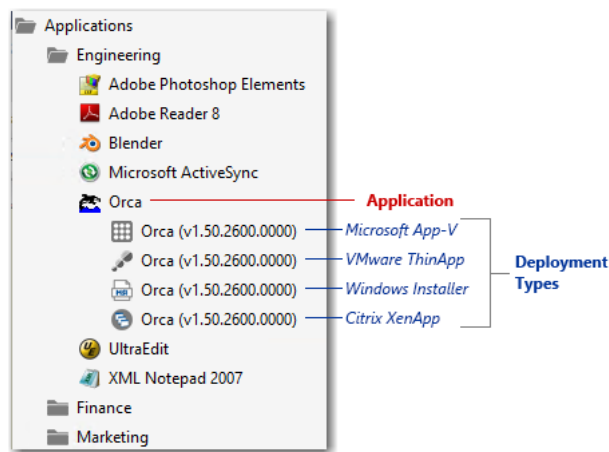 Applications
Engineering
Adobe Photoshop Elements
Adobe Reader 8
Blender
Microsoft ActiveSync
Orca Application
Orca (v1.50.2600.0000) Microsoft App-V
Orca (v1.50.2600.0000) VMware ThinApp
Deployment Types
Orca (v1.50.2600.0000) Windows Installer
Orca (v1.50.2600.0000) Citrix XenApp
UltraEdit
XML Notepad 2007
Finance
Marketing